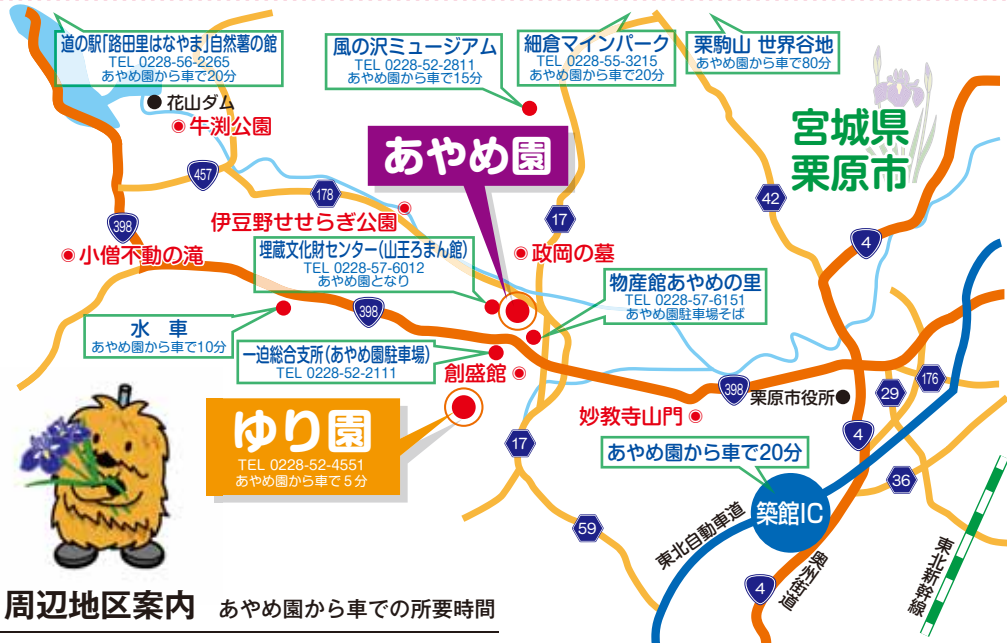 道の駅「路田里はなやま」自然薯の館
TEL 0228-56-2265
あやめ園から車で20分
風の沢ミュージアム
TEL 0228-52-2811
あやめ園から車で15分
細倉マインパーク
TEL 0228-55-3215
あやめ園から車で20分
栗駒山 世界谷地
あやめ園から車で80分
花山ダム
牛渕公園
宮城県
栗原市
あやめ園
457
178
42
17
398
伊豆野せせらぎ公園
4
小僧不動の滝
政岡の墓
埋蔵文化財センター(山王ろまん館)
TEL 0228-57-6012
あやめ園となり
物産館あやめの里
TEL 0228-57-6151
あやめ園駐車場そば
398
水 車
あやめ園から車で10分
一迫総合支所(あやめ園駐車場)
TEL 0228-52-2111
創盛館
398
栗原市役所
29
176
妙教寺山門
ゆり園
TEL 0228-52-4551
あやめ園から車で5分
17
4
あやめ園から車で20分
36
築館IC
59
東北自動車道
奥州街道
東北新幹線
4
周辺地区案内 あやめ園から車での所要時間